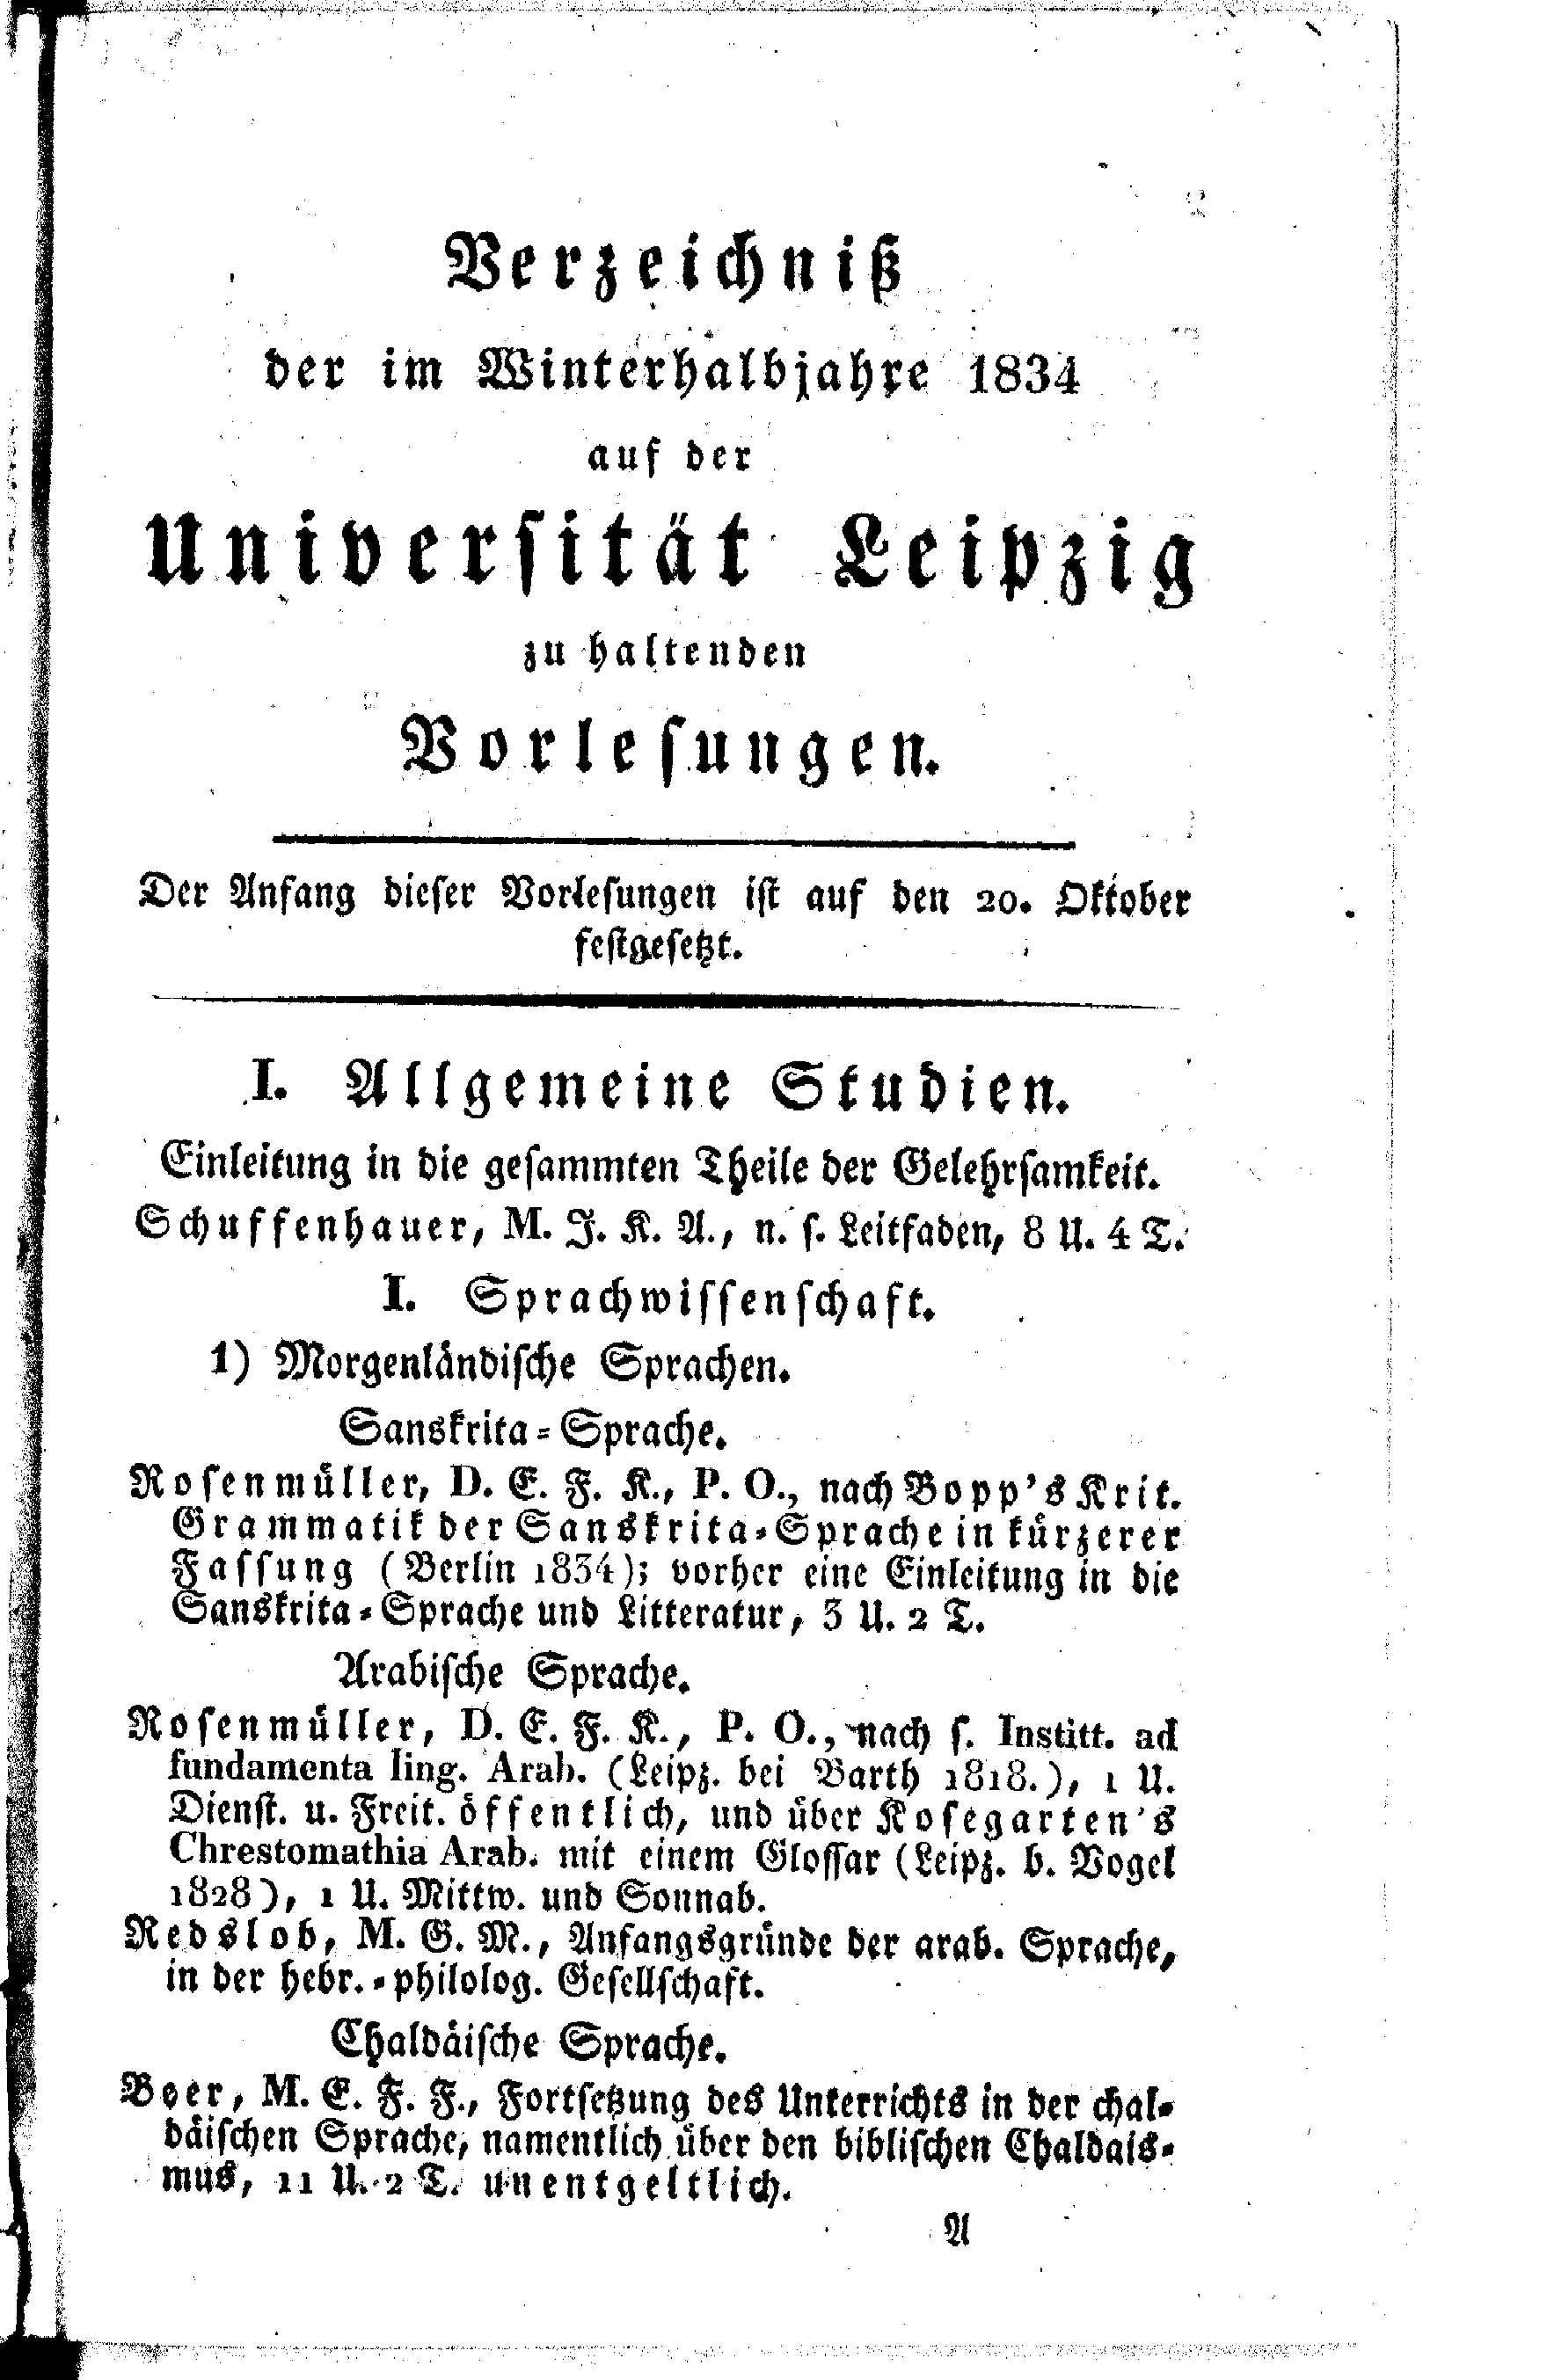 Verzeichniß
der im Winterhalbjahre 1834
auf der
Universität Leipzig
zu haltenden
Vorlesungen.
Der Anfang dieser Vorlesungen ist auf den 20. Oktober
festgesetzt.
I. Allgemeine Studien.
Einleitung in die gesammten Theile der Gelehrsamkeit.
Schuffenhauer, M. J. K. A., n. s. Leitfaden, 8 U. 4 T.
I. Sprachwissenschaft.
1) Morgenländische Sprachen.
Sanskrita-Sprache.
Rosenmüller, D. E. F. K., P. O., nach Bopp's Krit.
Grammatik der Sanskrita-Sprache in kürzerer
Fassung (Berlin 1834); vorher eine Einleitung in die
Sanskrita-Sprache und Litteratur, 3 U. 2 T.
Arabische Sprache.
Rosenmüller, D. E. F. K., P. O., nach s. Institt. ad
fundamenta ling. Arab. (Leipz. bei Barth 1818.), 1 U.
Dienst. u. Freit. öffentlich, und über Kosegarten's
Chrestomathia Arab. mit einem Glossar (Leipz. b. Vogel
1828), 1 U. Mittw. und Sonnab.
Redslob, M. G. M., Anfangsgründe der arab. Sprache,
in der hebr.-philolog. Gesellschaft.
Chaldäische Sprache.
Beer, M. E. F. F., Fortsetzung des Unterrichts in der chal-
däischen Sprache, namentlich über den biblischen Chaldais-
mus, 11 U. 2 T. unentgeltlich.
A